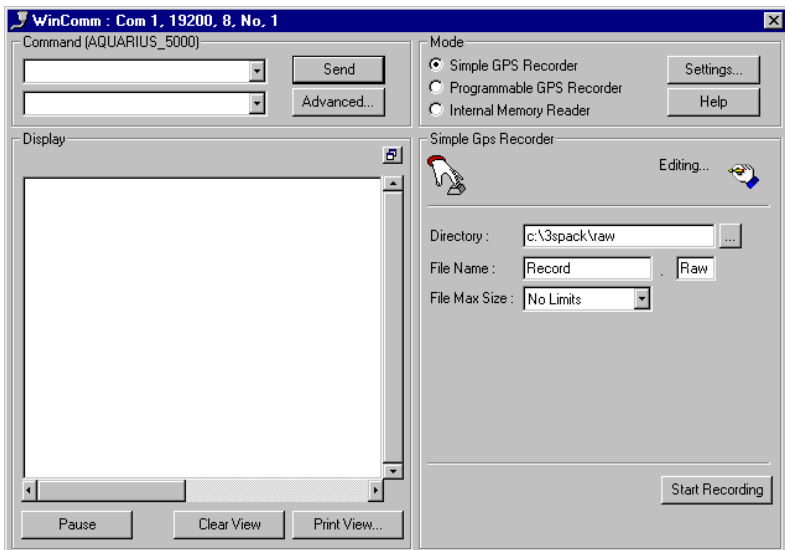 WinComm : Com 1, 19200, 8, No, 1
Command (AQUARIUS_5000)
Send
Advanced...
Mode
Simple GPS Recorder
Programmable GPS Recorder
Internal Memory Reader
Settings...
Help
Display
Pause
Clear View
Print View...
Simple Gps Recorder
Editing...
Directory :
c:\3spack\raw
...
File Name :
Record
.
Raw
File Max Size :
No Limits
Start Recording